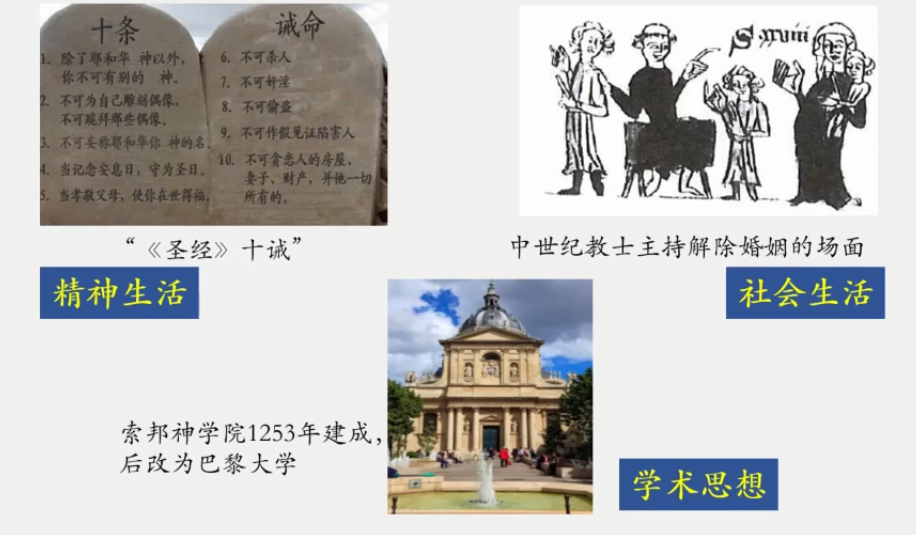 十条
1. 除了耶和华 神以外，
你不可有别的 神。
2. 不可为自己雕刻偶像，
不可跪拜那些偶像。
3. 不可妄称耶和华你 神的名
4. 当记念安息日，守为圣日。
5. 当孝敬父母，使你在世得福。
诫命
6. 不可杀人
7. 不可奸淫
8. 不可偷盗
9. 不可作假见证陷害人
10. 不可贪恋人的房屋、
妻子、财产，并他一切
所有的。
“《圣经》十诫”
中世纪教士主持解除婚姻的场面
精神生活
社会生活
索邦神学院1253年建成，
后改为巴黎大学
学术思想